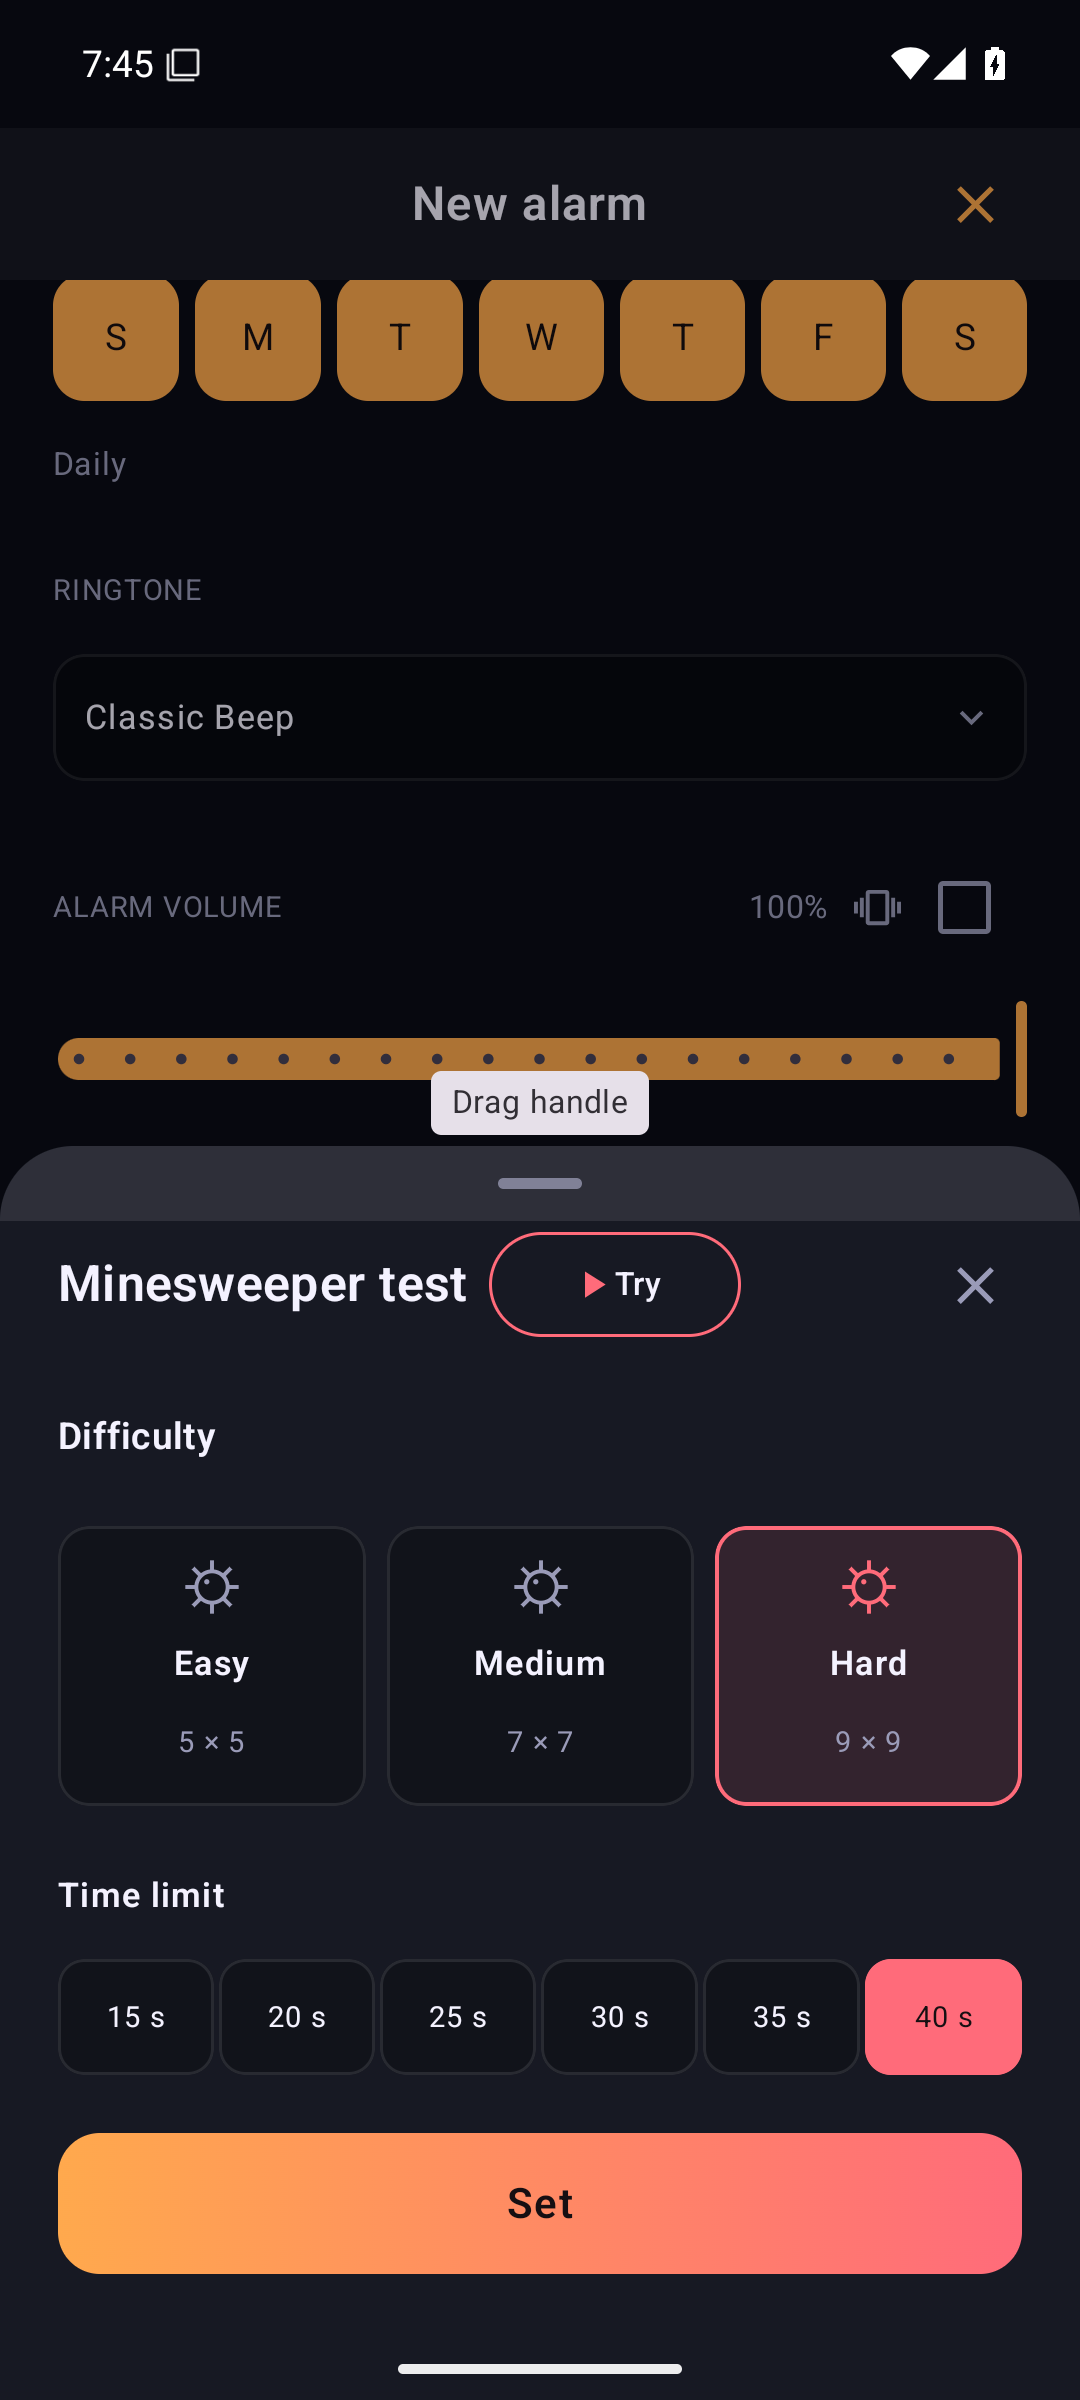 7:45
New alarm
S M T W T F S
Daily
RINGTONE
Classic Beep
ALARM VOLUME 100%
Drag handle
Minesweeper test Try
Difficulty
Easy Medium Hard
5 × 5 7 × 7 9 × 9
Time limit
15 s 20 s 25 s 30 s 35 s 40 s
Set